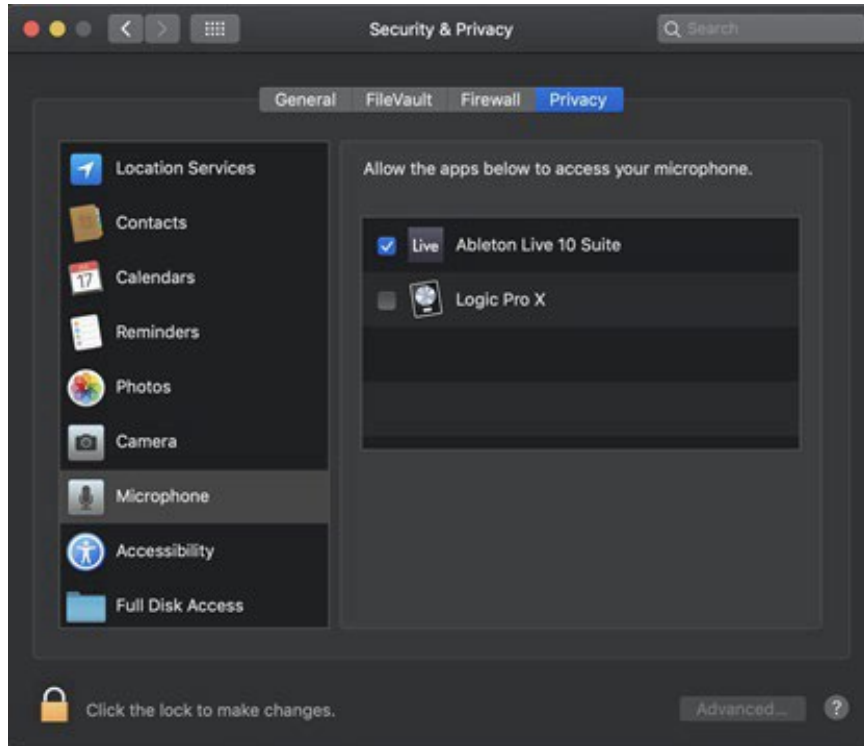 Security & Privacy
Search
General FileVault Firewall Privacy
Location Services
Contacts
17
Calendars
Reminders
Photos
Camera
Microphone
Accessibility
Full Disk Access
Allow the apps below to access your microphone.
Live Ableton Live 10 Suite
Logic Pro X
Click the lock to make changes.
Advanced...
?